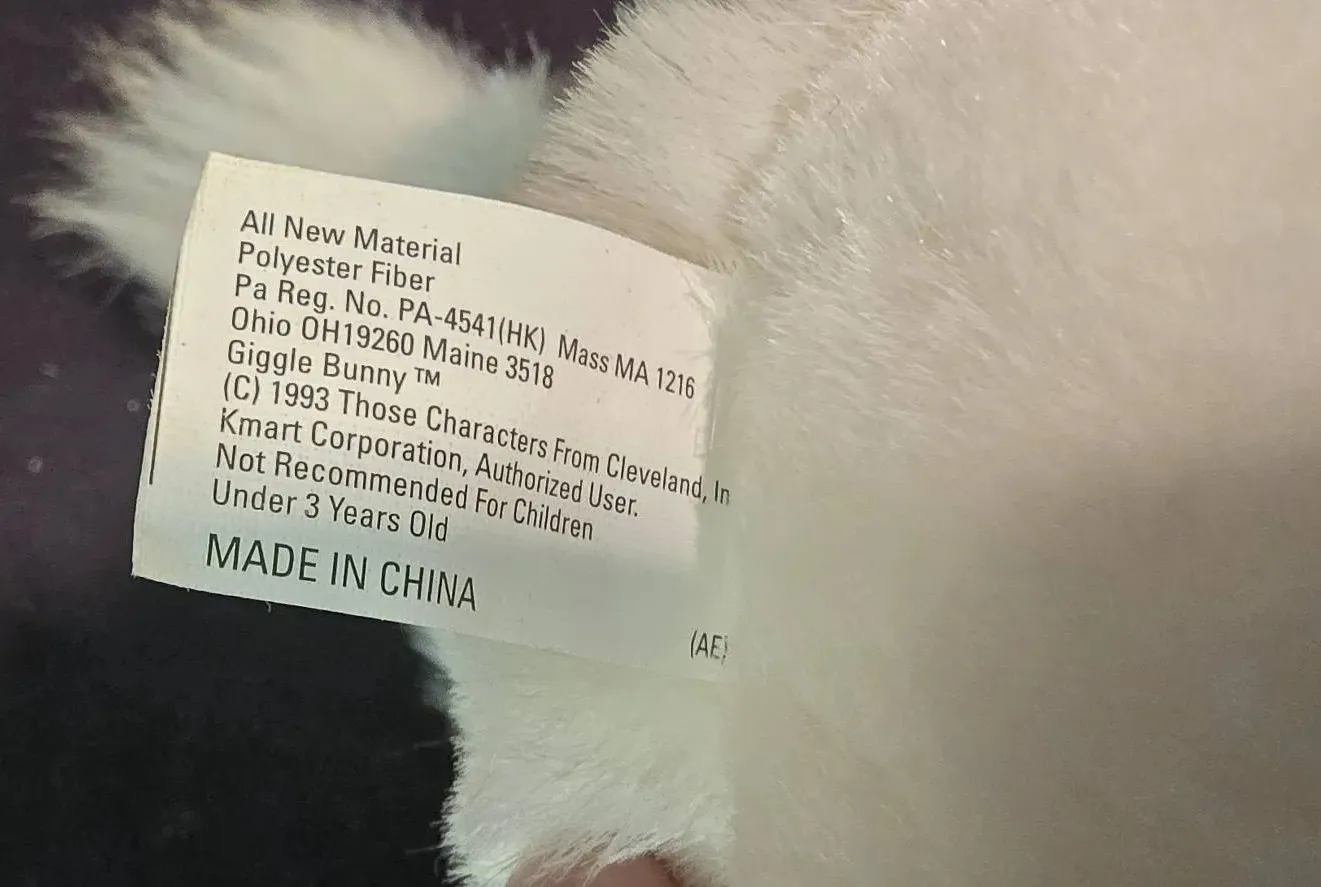 All New Material
Polyester Fiber
Pa Reg. No. PA-4541(HK) Mass MA 1216
Ohio OH19260 Maine 3518
Giggle Bunny ™
(C) 1993 Those Characters From Cleveland, In
Kmart Corporation, Authorized User.
Not Recommended For Children
Under 3 Years Old
MADE IN CHINA
(AE)